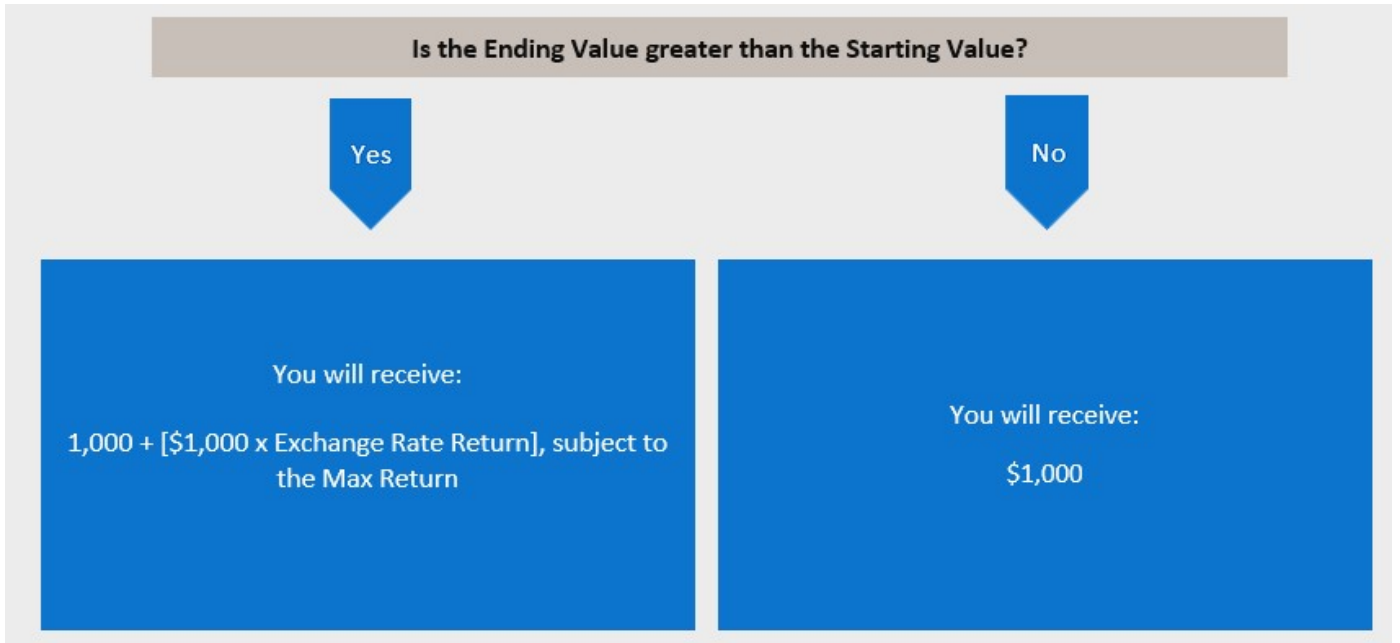 Is the Ending Value greater than the Starting Value?
Yes
No
You will receive:
1,000 + [$1,000 x Exchange Rate Return], subject to
the Max Return
You will receive:
$1,000